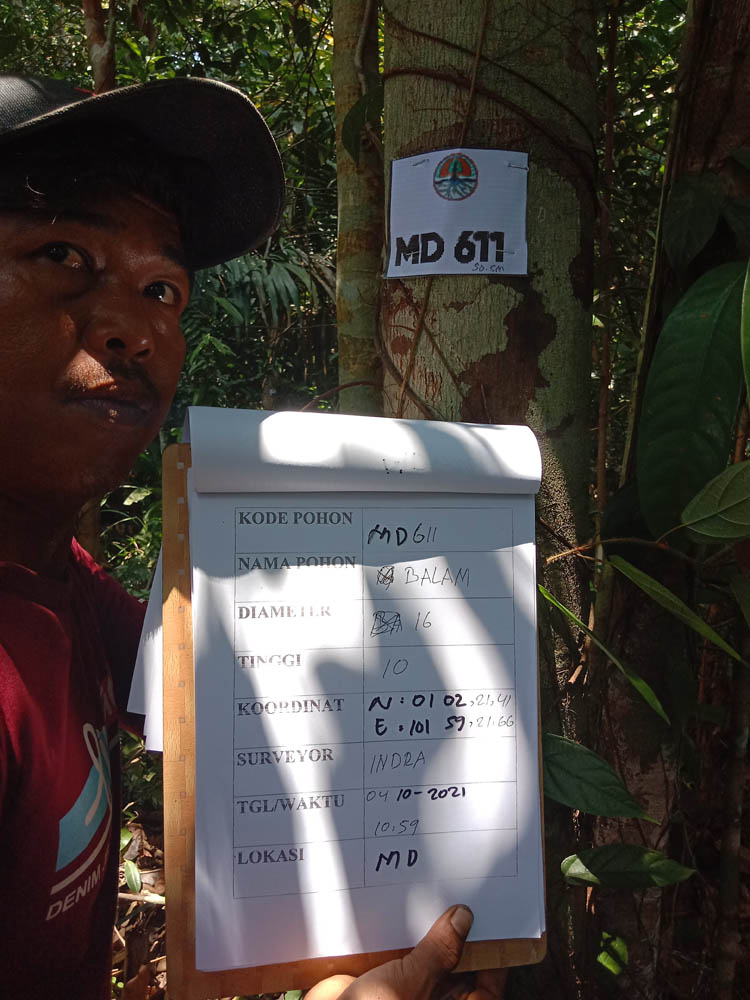 MD 611
50.cm
KODE POHON MD611
NAMA POHON BALAM
DIAMETER 16
TINGGI 10
KOORDINAT N : 01 02, 21,41
E : 101 59, 21.66
SURVEYOR INDRA
TGL/WAKTU 04 10-2021
10:59
LOKASI MD
DENIM